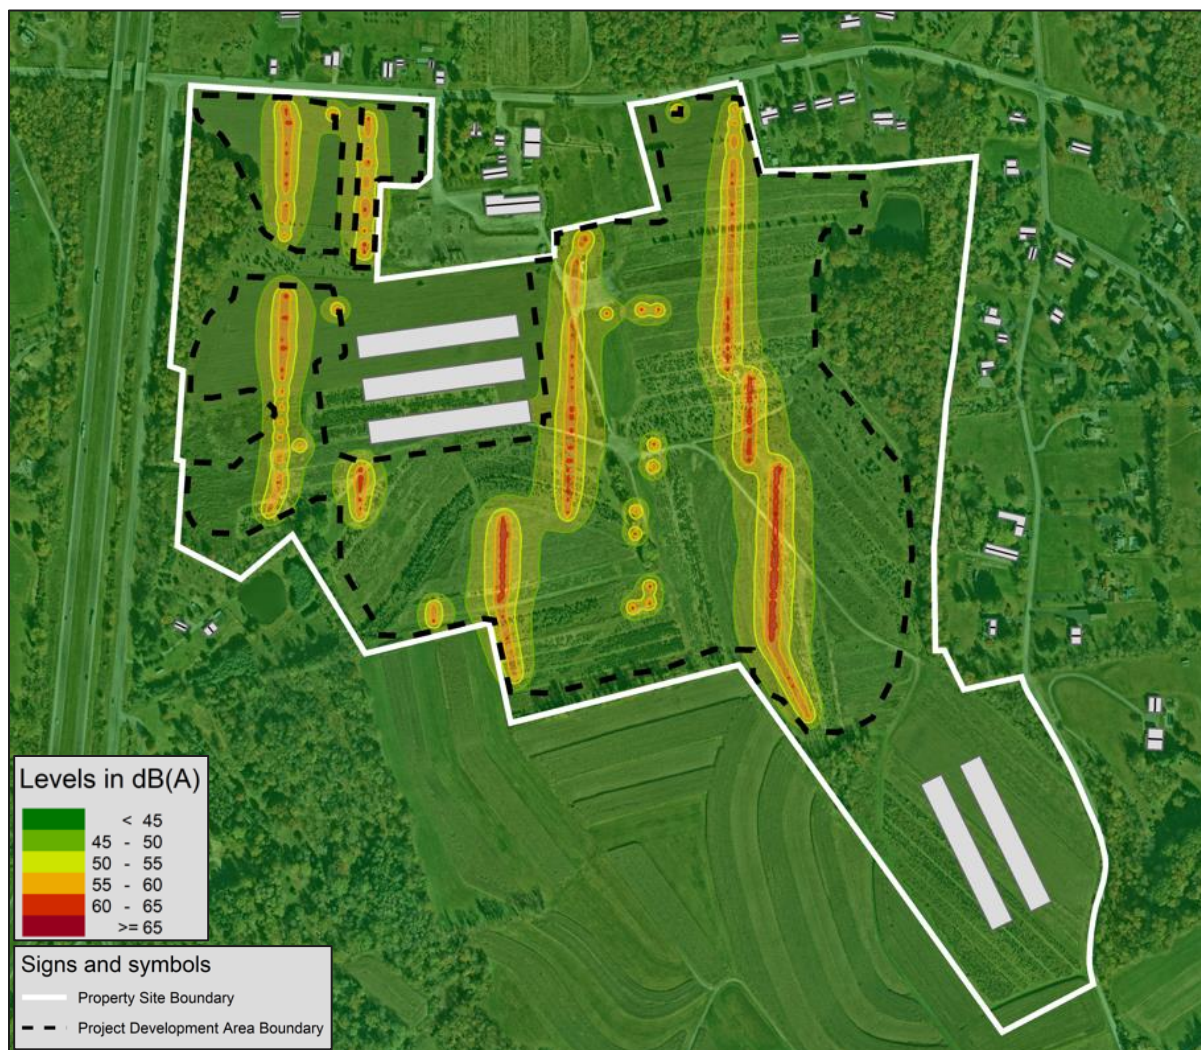 Levels in dB(A)
< 45
45 - 50
50 - 55
55 - 60
60 - 65
>= 65
Signs and symbols
Property Site Boundary
Project Development Area Boundary